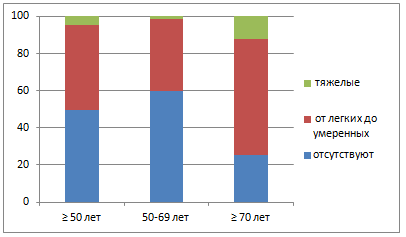 100
80
60
40
20
0
≥ 50 лет
50-69 лет
≥ 70 лет
тяжелые
от легких до
умеренных
отсутствуют